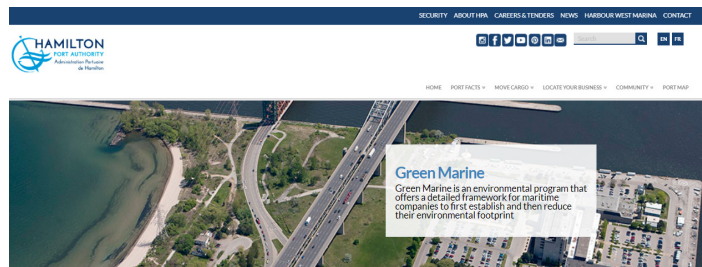 SECURITY ABOUT HPA CAREERS & TENDERS NEWS HARBOUR WEST MARINA CONTACT
HAMILTON
PORT AUTHORITY
Administration Portuaire
de Hamilton
Search
EN FR
HOME PORT FACTS MOVE CARGO LOCATE YOUR BUSINESS COMMUNITY PORT MAP
Green Marine
Green Marine is an environmental program that
offers a detailed framework for maritime
companies to first establish and then reduce
their environmental footprint